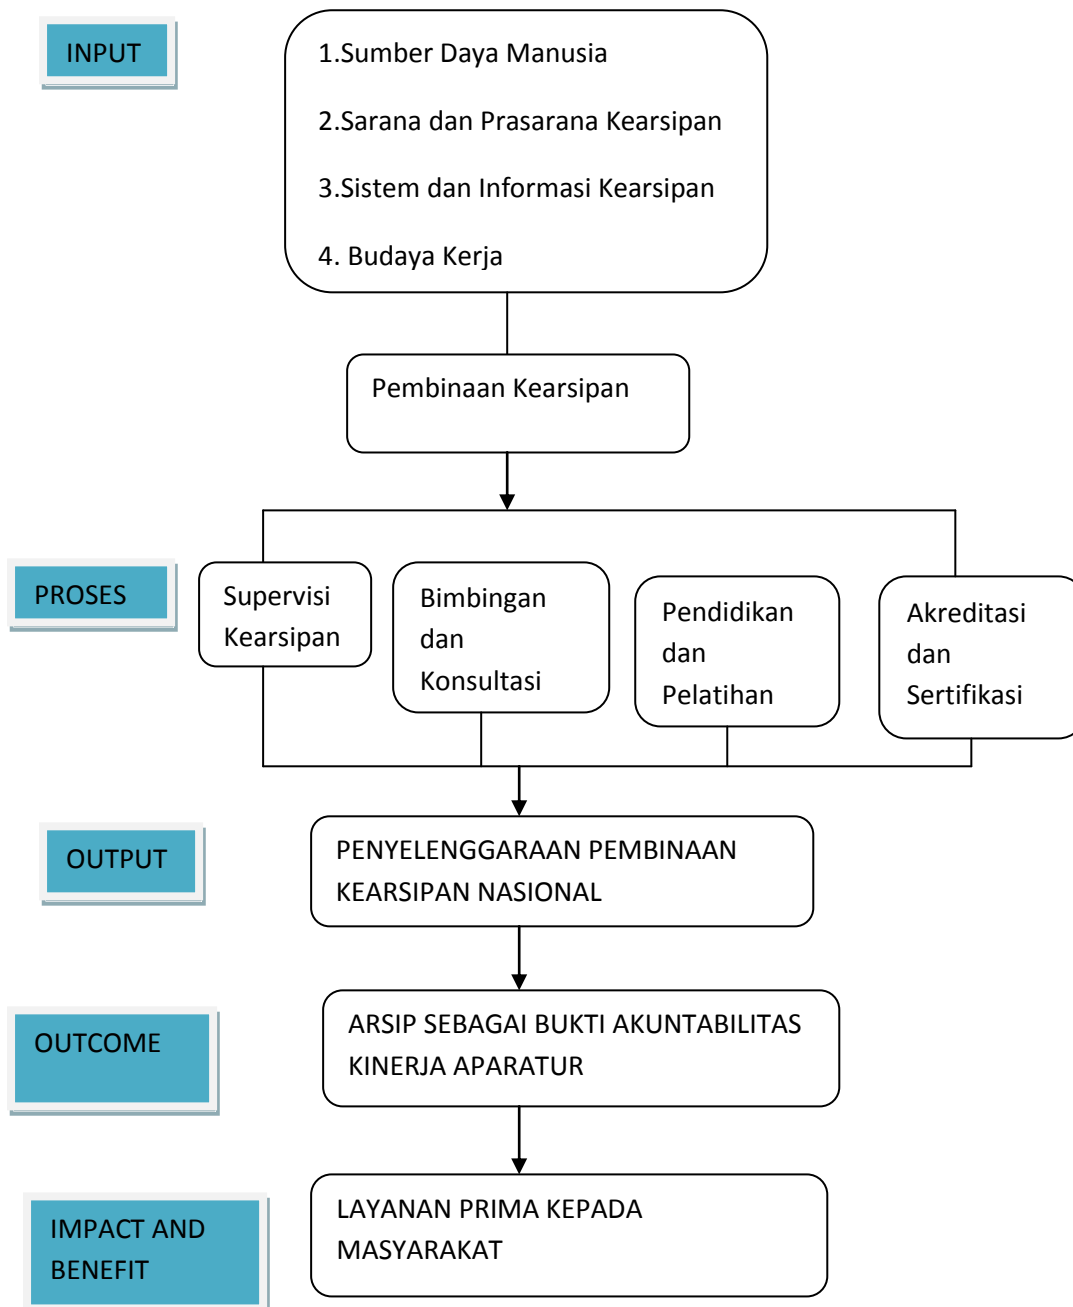 INPUT
1.Sumber Daya Manusia
2.Sarana dan Prasarana Kearsipan
3.Sistem dan Informasi Kearsipan
4. Budaya Kerja
Pembinaan Kearsipan
PROSES
Supervisi
Kearsipan
Bimbingan
dan
Konsultasi
Pendidikan
dan
Pelatihan
Akreditasi
dan
Sertifikasi
OUTPUT
PENYELENGGARAAN PEMBINAAN
KEARSIPAN NASIONAL
OUTCOME
ARSIP SEBAGAI BUKTI AKUNTABILITAS
KINERJA APARATUR
IMPACT AND
BENEFIT
LAYANAN PRIMA KEPADA
MASYARAKAT